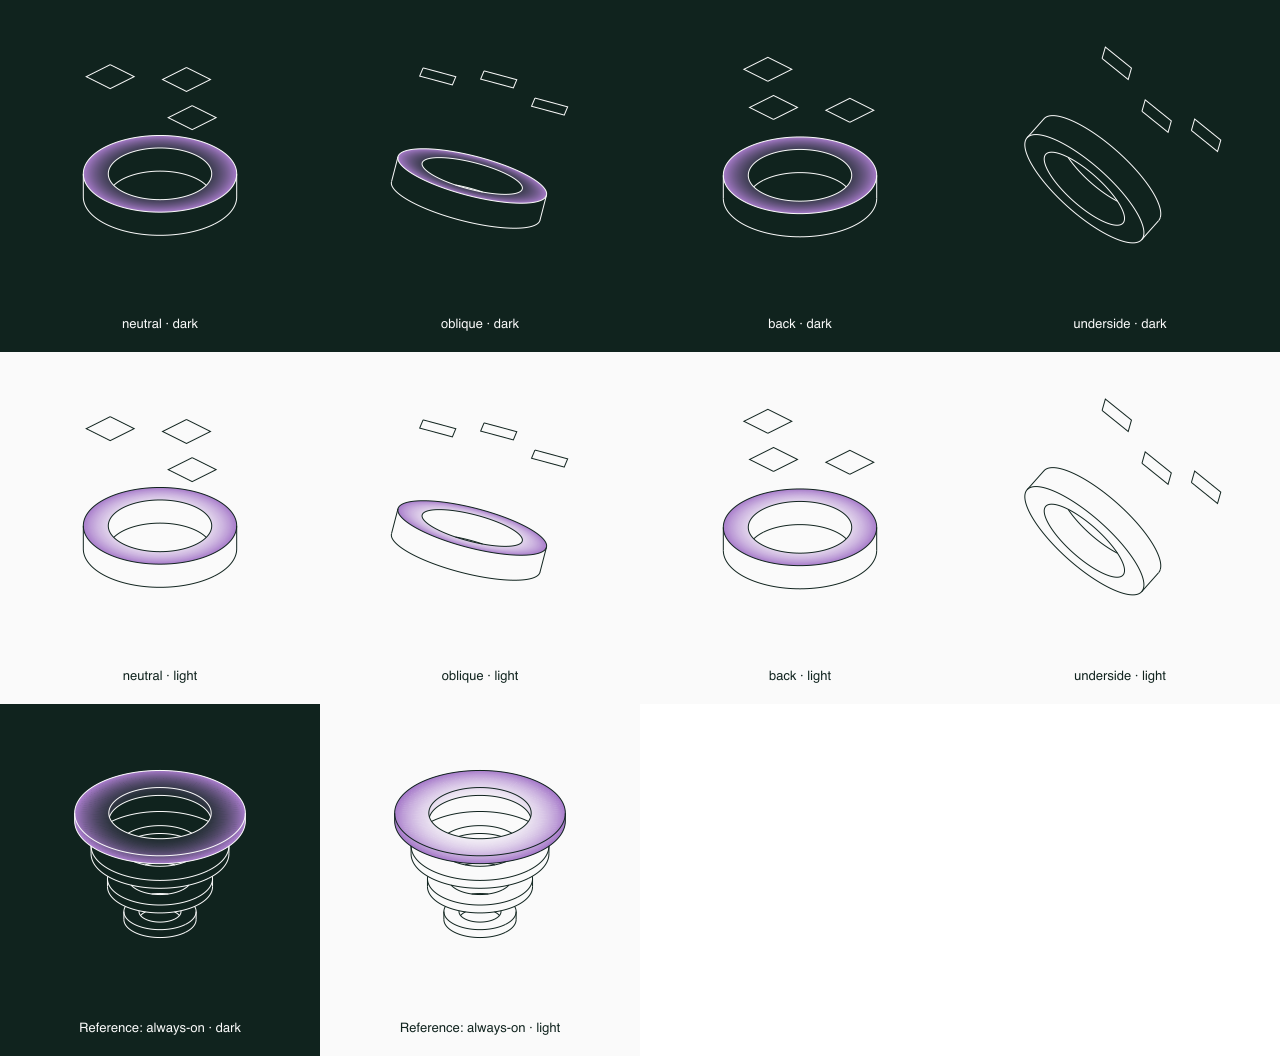 neutral · dark
oblique · dark
back · dark
underside · dark
neutral · light
oblique · light
back · light
underside · light
Reference: always-on · dark
Reference: always-on · light